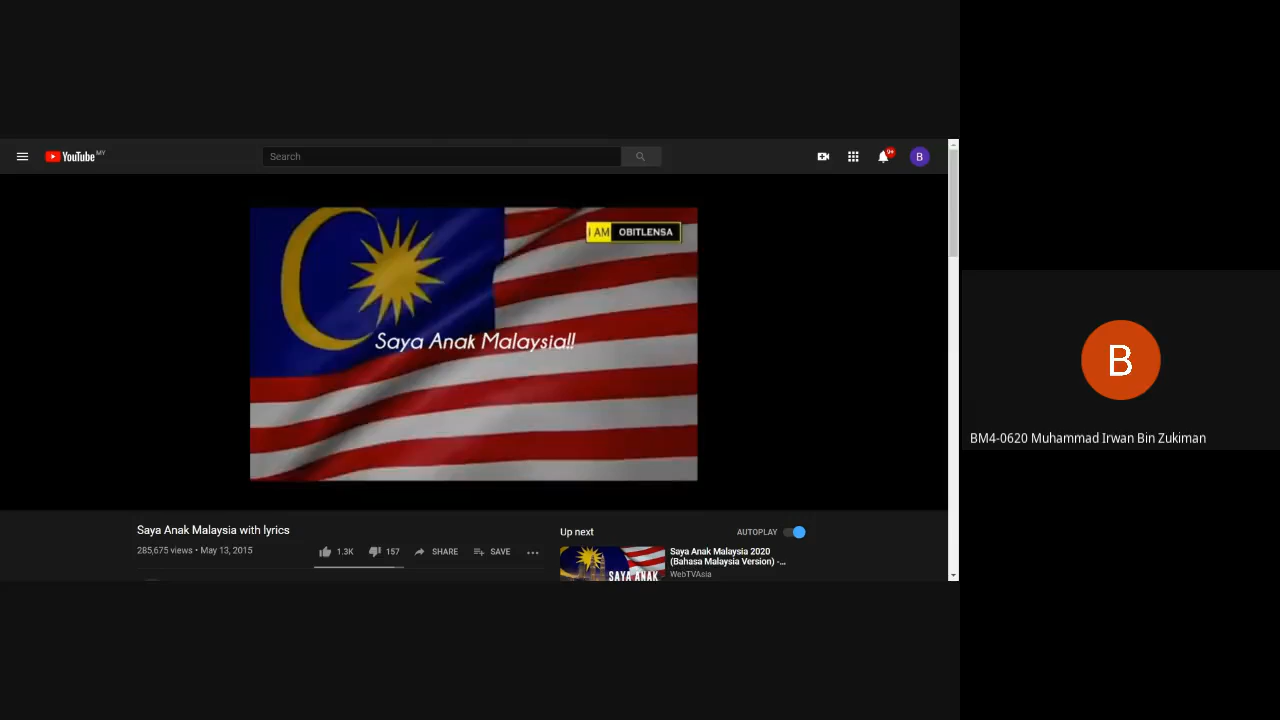 YouTube MY
Search
9+
B
I AM OBITLENSA
Saya Anak Malaysia!!
B
BM4-0620 Muhammad Irwan Bin Zukiman
Saya Anak Malaysia with lyrics
285,675 views • May 13, 2015
1.3K 157 SHARE SAVE
Up next AUTOPLAY
SAYA ANAK
Saya Anak Malaysia 2020
(Bahasa Malaysia Version) -...
WebTVAsia